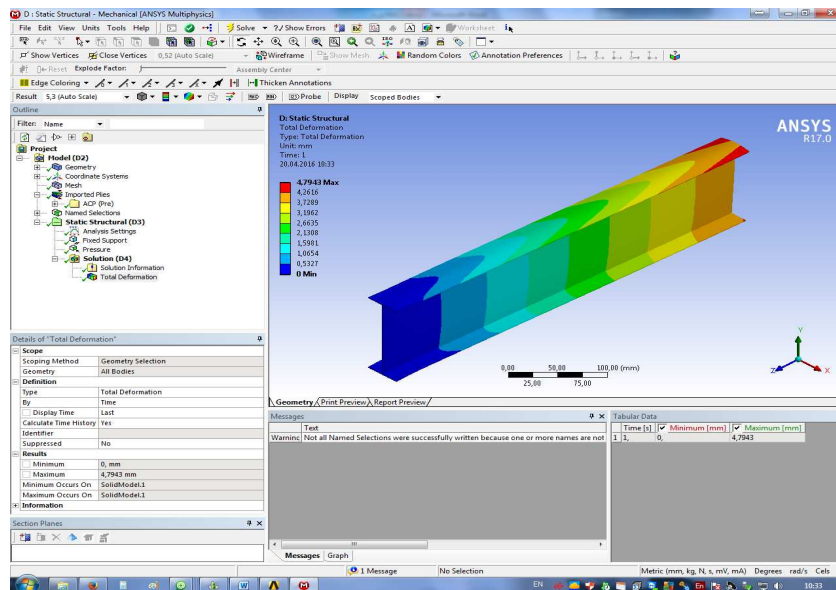 D : Static Structural - Mechanical [ANSYS Multiphysics]
File Edit View Units Tools Help Solve ?/ Show Errors Worksheet
Show Vertices Close Vertices 0,52 (Auto Scale) Wireframe Show Mesh Random Colors Annotation Preferences
Reset Explode Factor: Assembly Center
Edge Coloring Thicken Annotations
Result 5,3 (Auto Scale) Probe Display Scoped Bodies
Outline
Filter: Name
Project
Model (D2)
Geometry
Coordinate Systems
Mesh
Imported Plies
ACP (Pre)
Named Selections
Static Structural (D3)
Analysis Settings
Fixed Support
Pressure
Solution (D4)
Solution Information
Total Deformation
Details of "Total Deformation"
Scope
Scoping Method Geometry Selection
Geometry All Bodies
Definition
Type Total Deformation
By Time
Display Time Last
Calculate Time History Yes
Identifier
Suppressed No
Results
Minimum 0, mm
Maximum 4,7943 mm
Minimum Occurs On SolidModel.1
Maximum Occurs On SolidModel.1
Information
Section Planes
D: Static Structural
Total Deformation
Type: Total Deformation
Unit: mm
Time: 1
20.04.2016 10:33
4,7943 Max
4,2616
3,7289
3,1962
2,6635
2,1308
1,5981
1,0654
0,5327
0 Min
ANSYS
R17.0
0,00 50,00 100,00 (mm)
25,00 75,00
Y
Z X
Geometry Print Preview Report Preview
Messages
Text
Warning Not all Named Selections were successfully written because one or more names are not
Messages Graph
Tabular Data
Time [s] Minimum [mm] Maximum [mm]
1 1, 0, 4,7943
1 Message No Selection Metric (mm, kg, N, s, mV, mA) Degrees rad/s Cels
EN 10:33